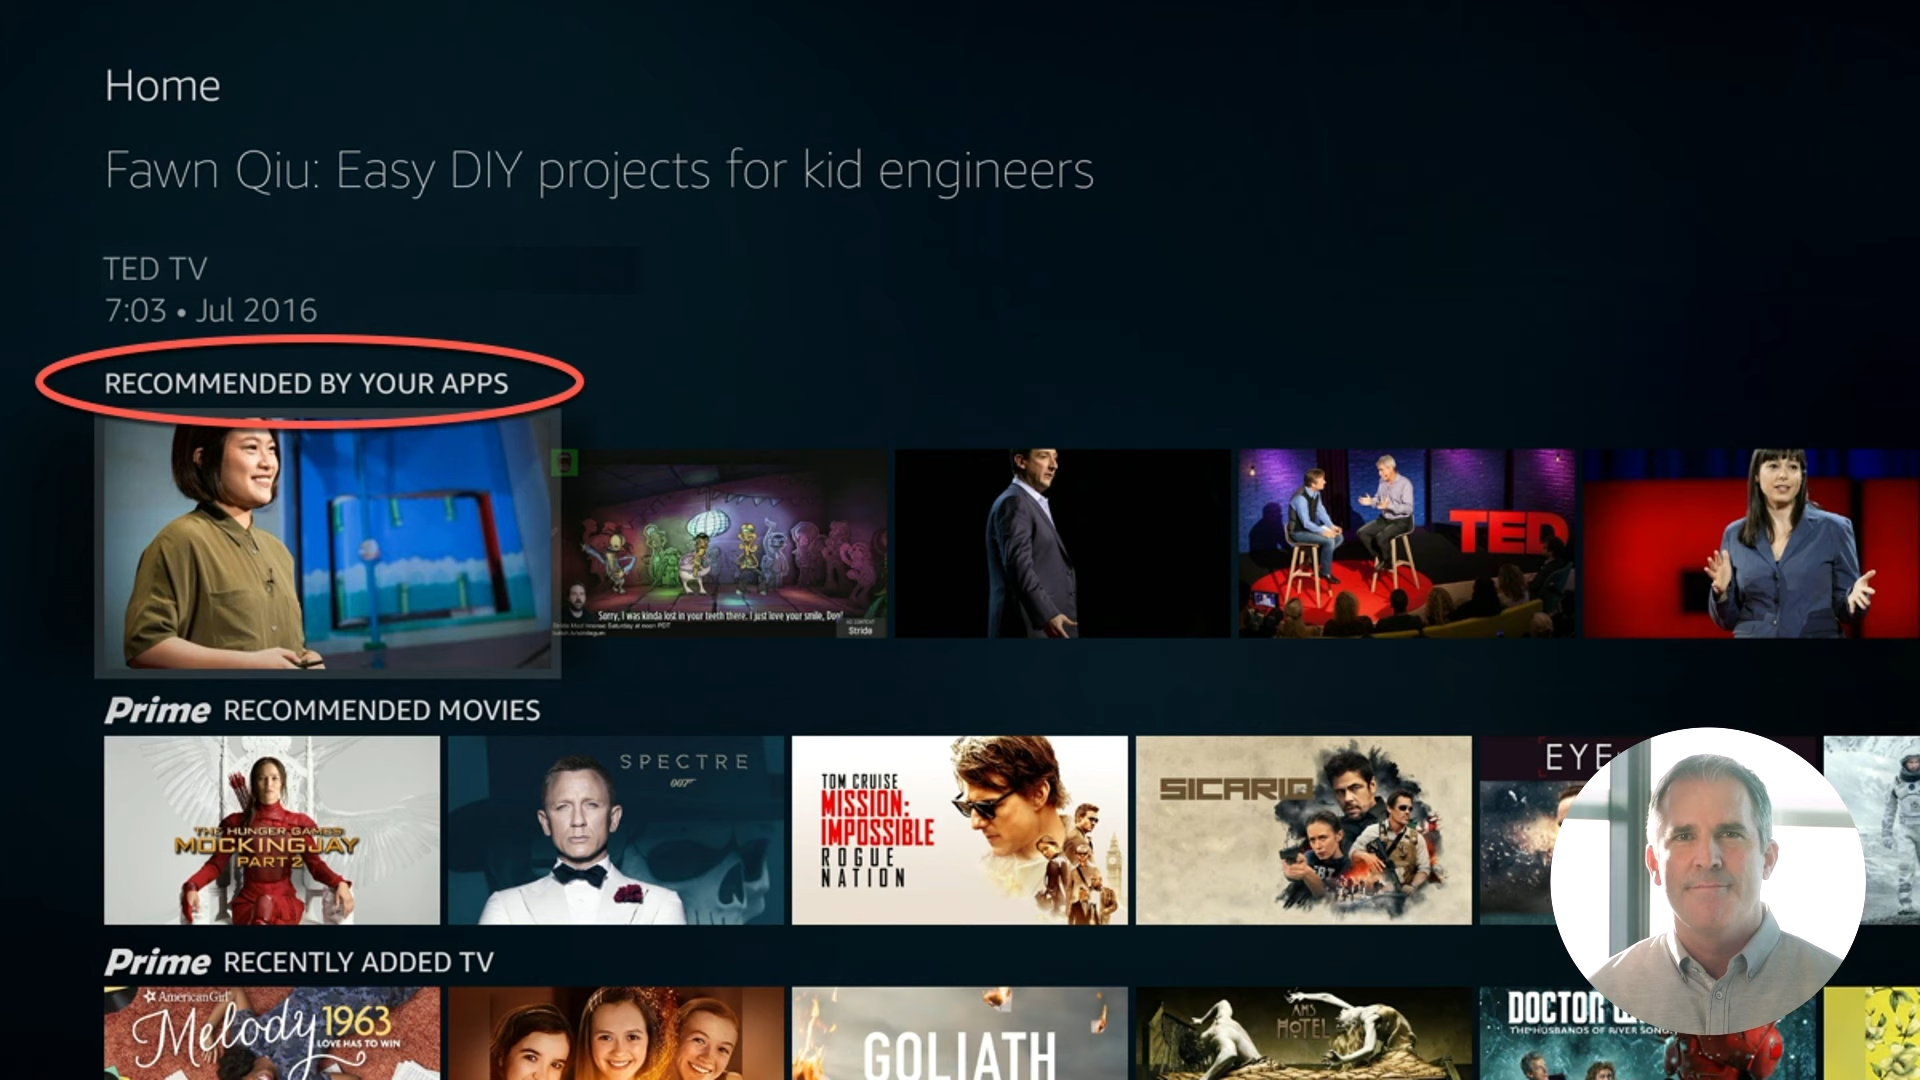 Home
Fawn Qiu: Easy DIY projects for kid engineers
TED TV
7:03 • Jul 2016
RECOMMENDED BY YOUR APPS
Sorry, I was kinda lost in your teeth there. I just love your smile, Don!
Stride
TED
Prime RECOMMENDED MOVIES
THE HUNGER GAMES:
MOCKINGJAY
PART 2
SPECTRE
007
TOM CRUISE
MISSION:
IMPOSSIBLE
ROGUE
NATION
SICARIO
EYE
Prime RECENTLY ADDED TV
AmericanGirl
Melody 1963
LOVE HAS TO WIN
GOLIATH
AHS
HOTEL
DOCTOR
THE HUSBANDS OF RIVER SONG